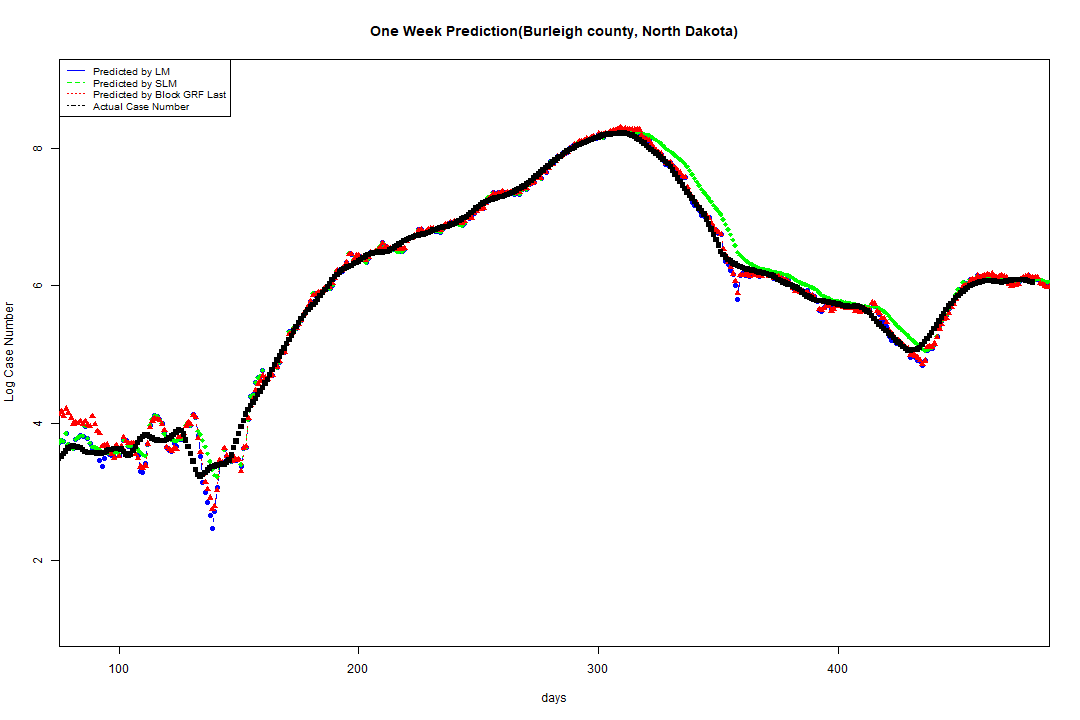 One Week Prediction(Burleigh county, North Dakota)
Predicted by LM
Predicted by SLM
Predicted by Block GRF Last
Actual Case Number
8
6
4
2
Log Case Number
100 200 300 400
days